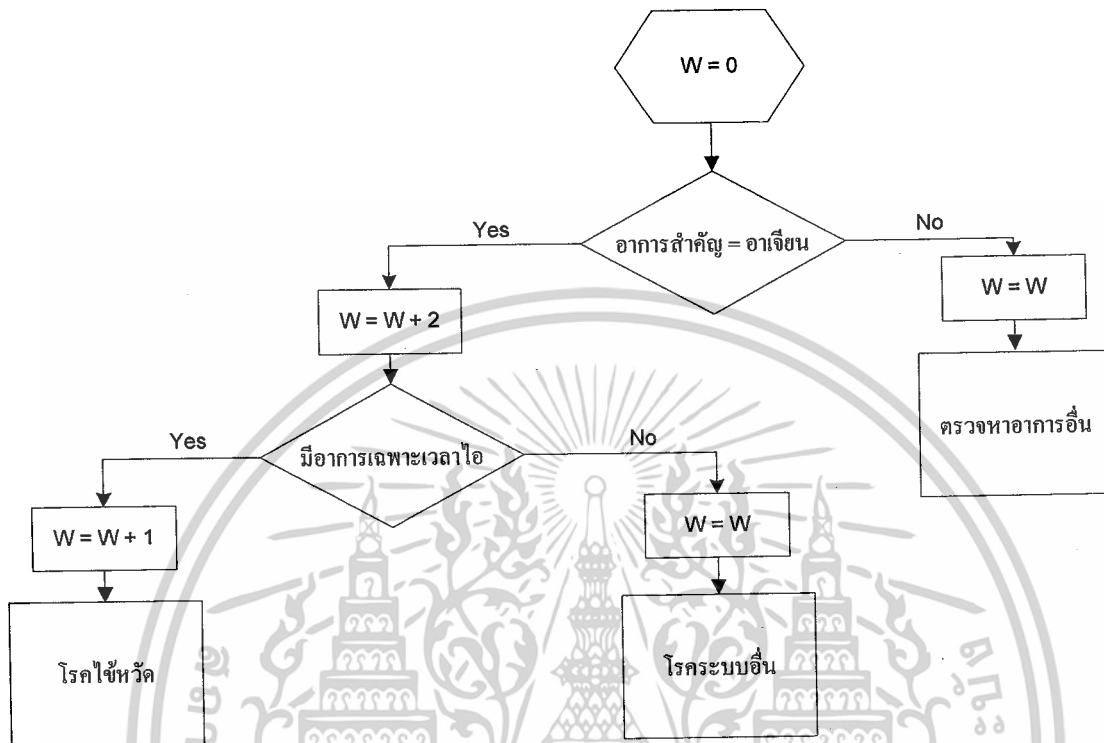 W = 0
อาการสำคัญ = อาเจียน
Yes
No
W = W + 2
W = W
ตรวจหาอาการอื่น
มีอาการเฉพาะเวลาไอ
Yes
No
W = W + 1
W = W
โรคไข้หวัด
โรคระบบอื่น